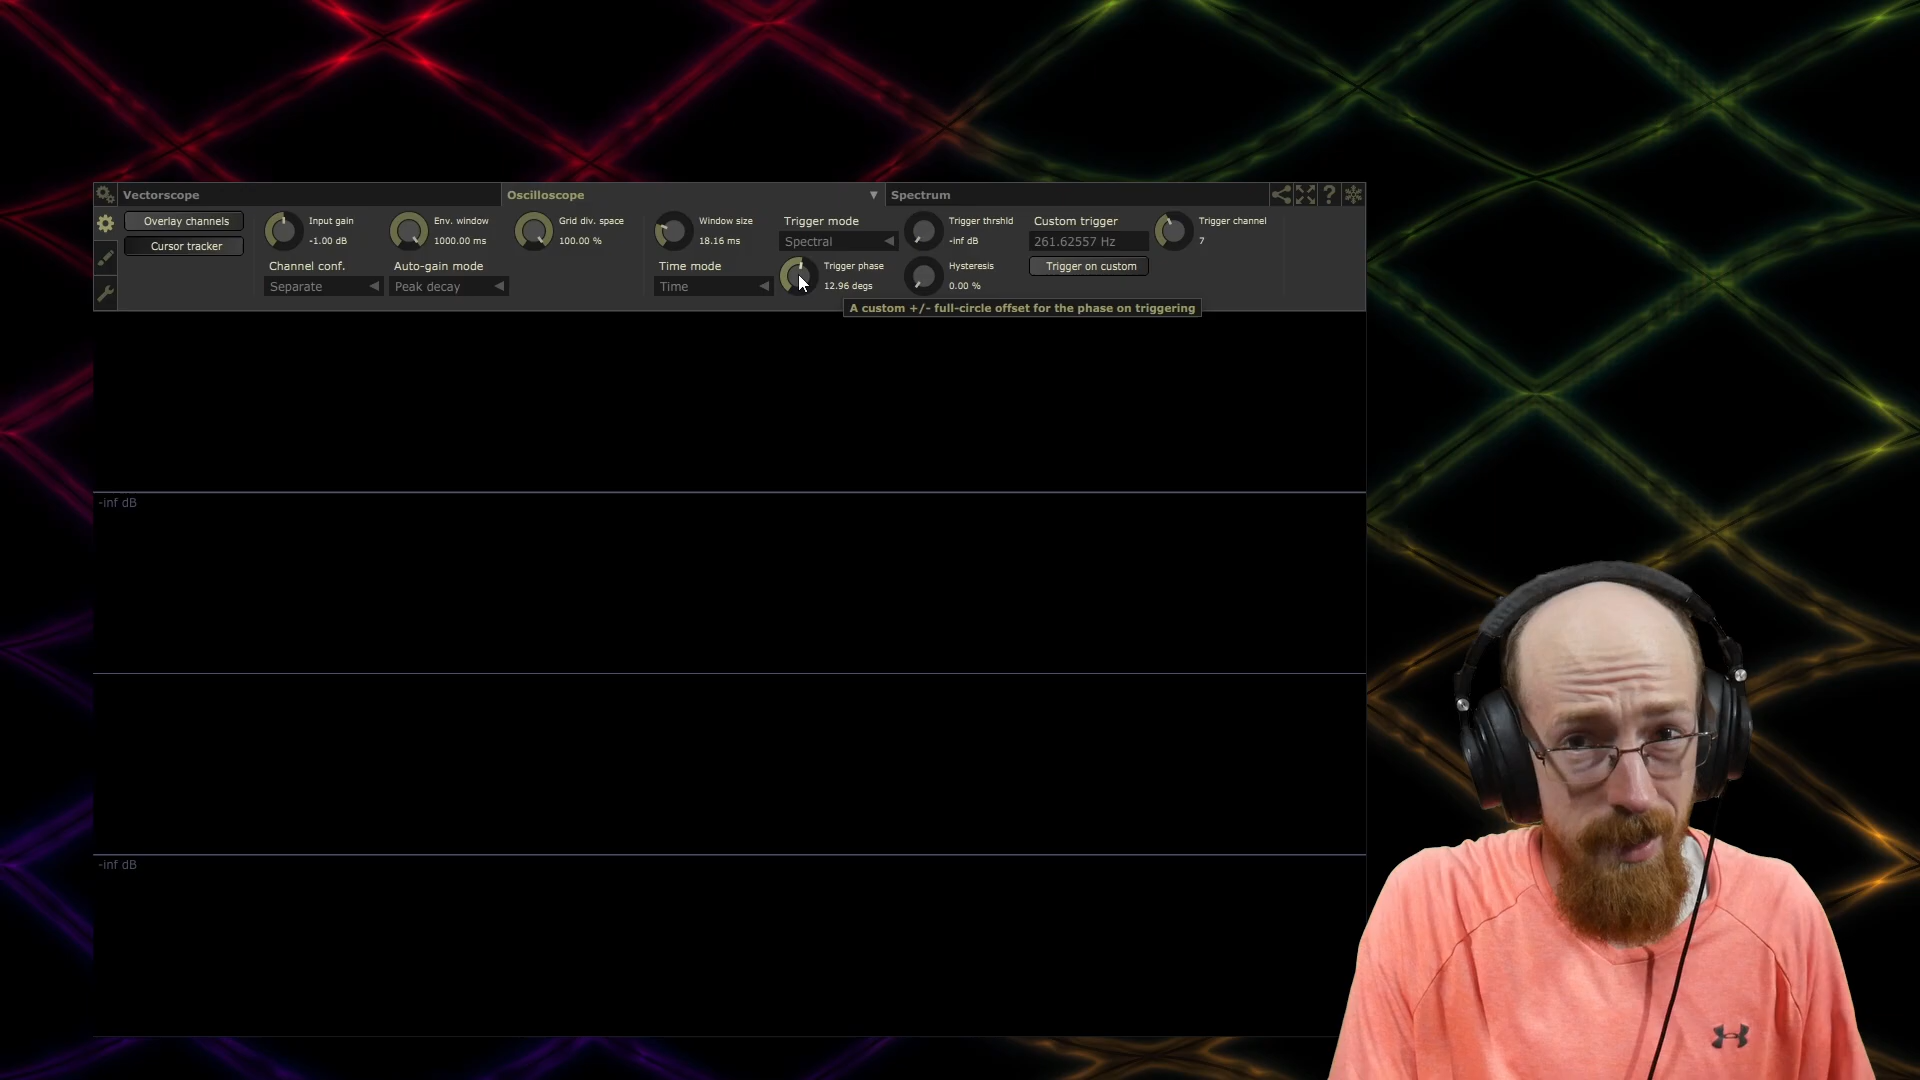 Vectorscope
Oscilloscope
Spectrum
Overlay channels
Cursor tracker
Input gain
-1.00 dB
Env. window
1000.00 ms
Grid div. space
100.00 %
Channel conf.
Separate
Auto-gain mode
Peak decay
Window size
18.16 ms
Time mode
Time
Trigger mode
Spectral
Trigger phase
12.96 degs
Trigger thrshld
-inf dB
Hysteresis
0.00 %
Custom trigger
261.62557 Hz
Trigger on custom
Trigger channel
7
A custom +/- full-circle offset for the phase on triggering
-inf dB
-inf dB